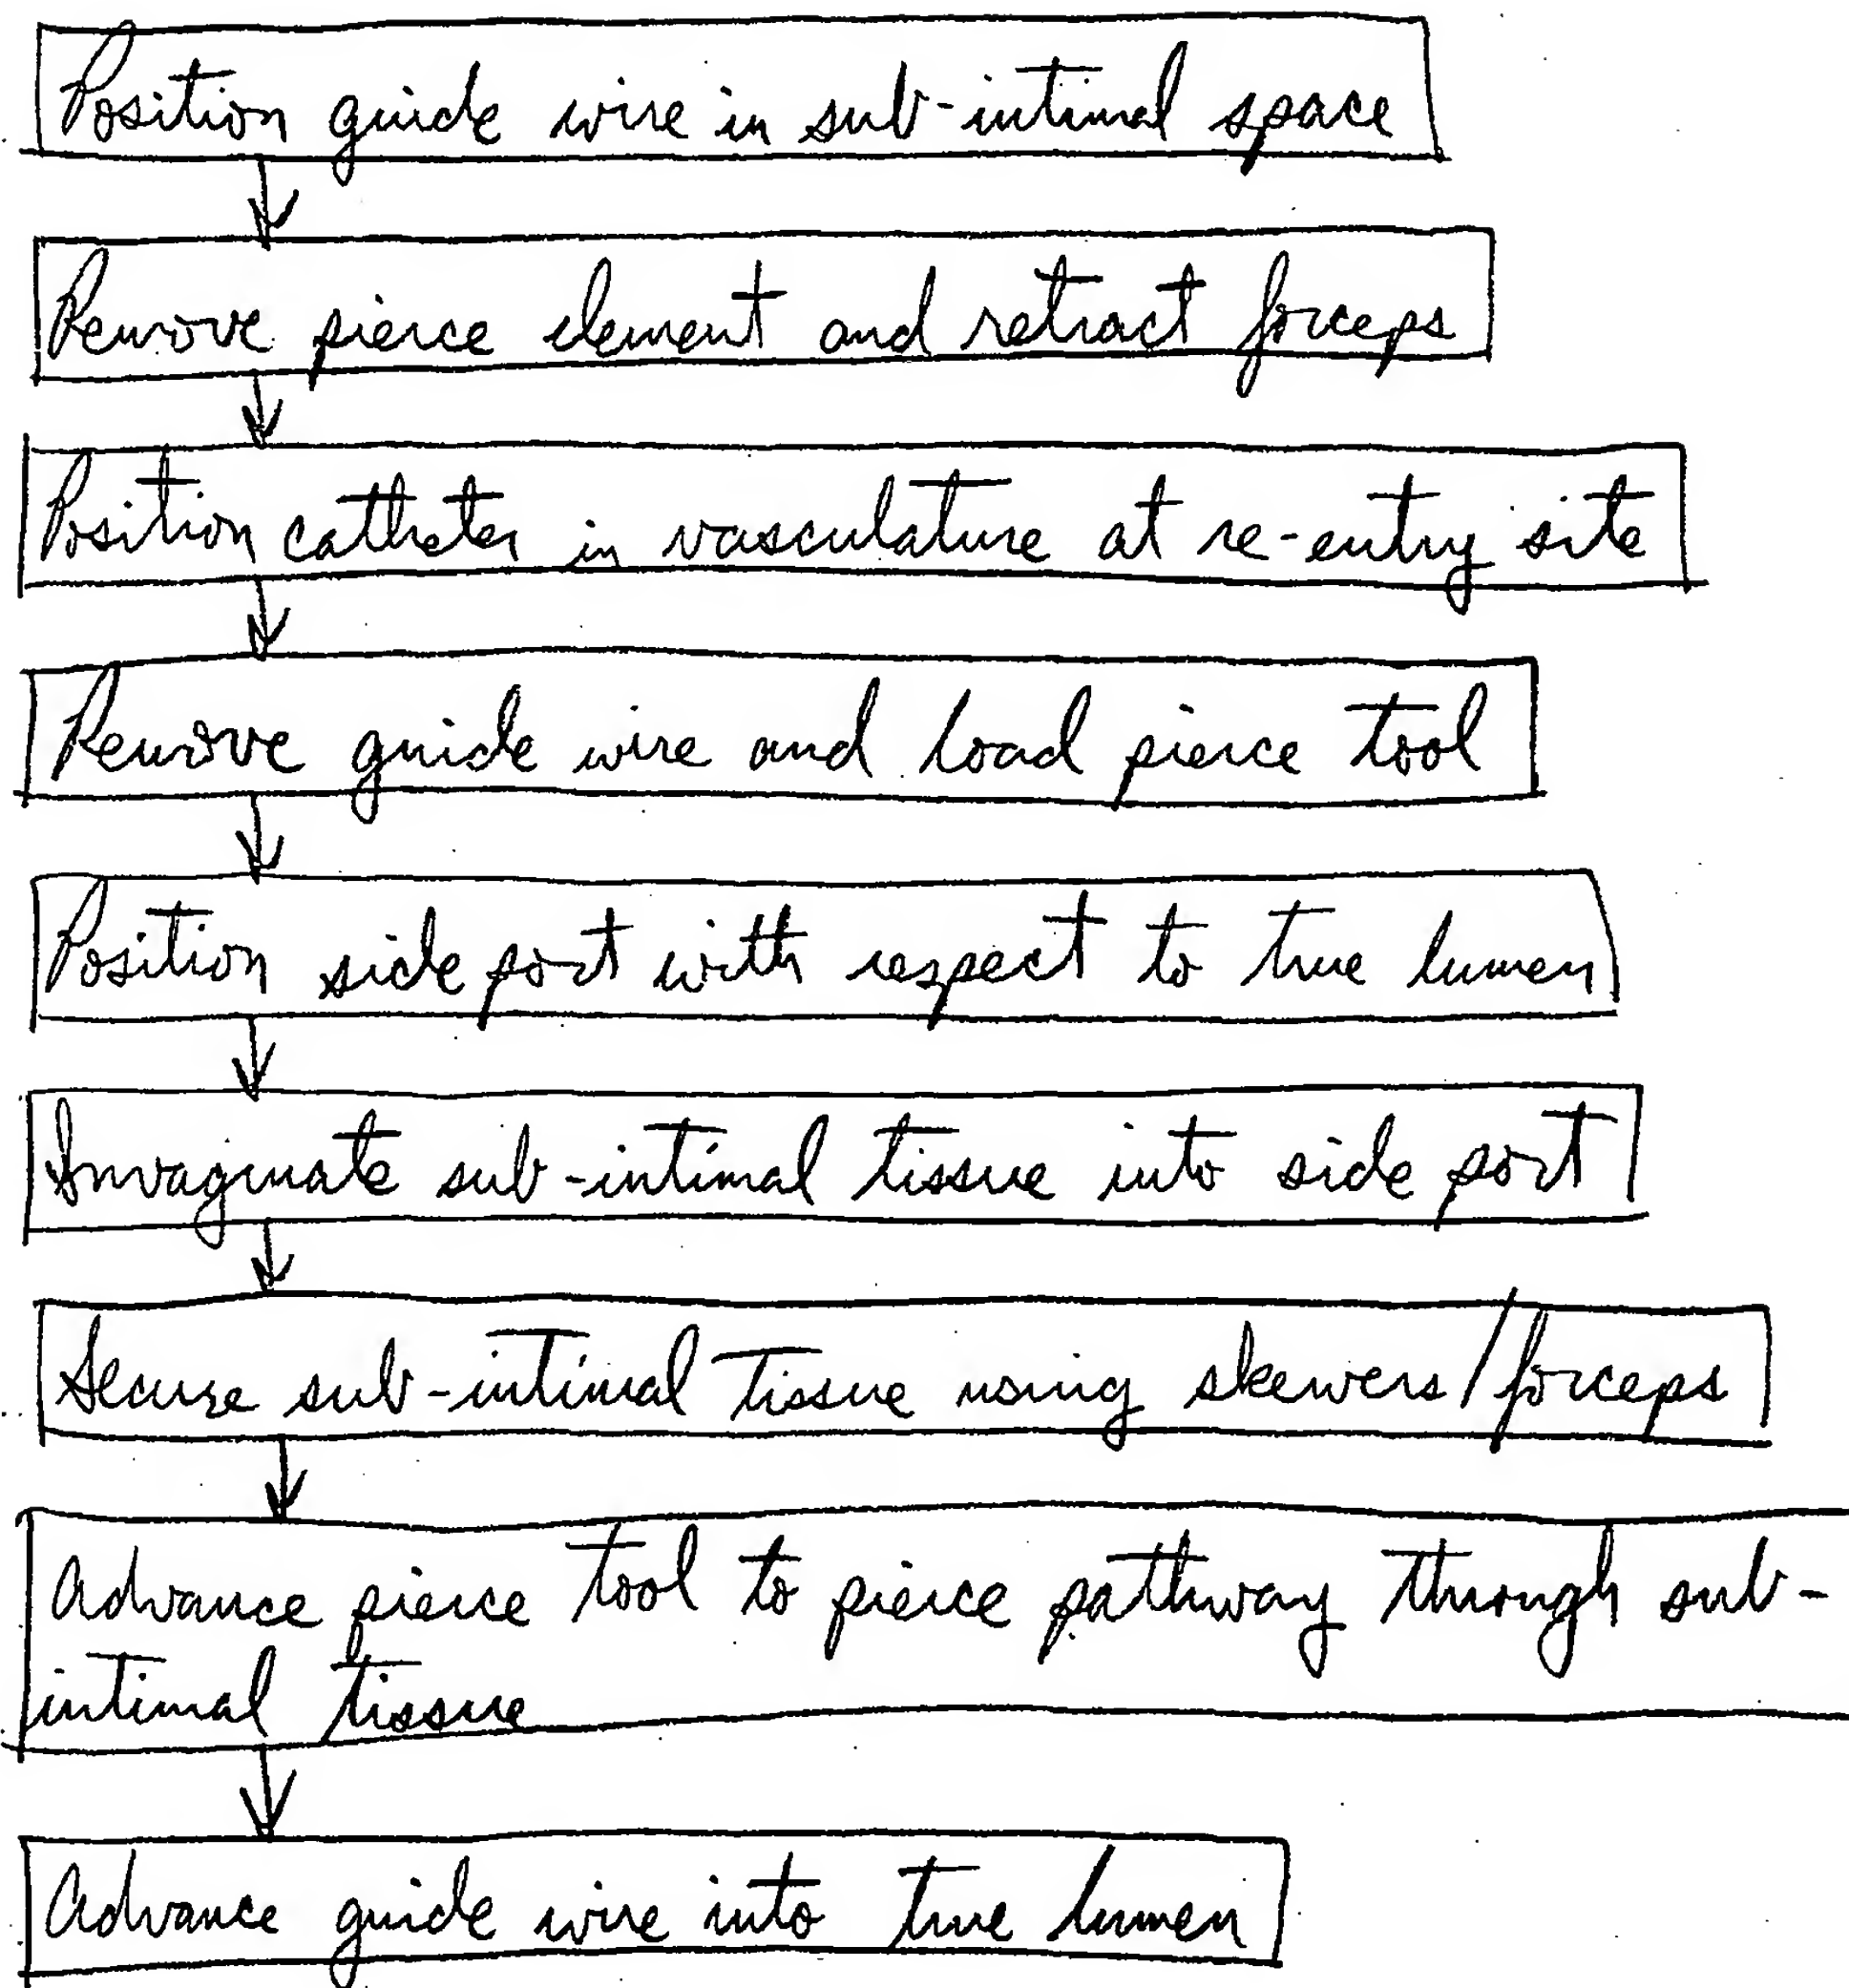 Position guide wire in sub-intimal space
Remove pierce element and retract forceps
Position catheter in vasculature at re-entry site
Remove guide wire and load pierce tool
Position side port with respect to true lumen
Invaginate sub-intimal tissue into side port
Secure sub-intimal tissue using skewers/forceps
Advance pierce tool to pierce pathway through sub-
intimal tissue
Advance guide wire into true lumen